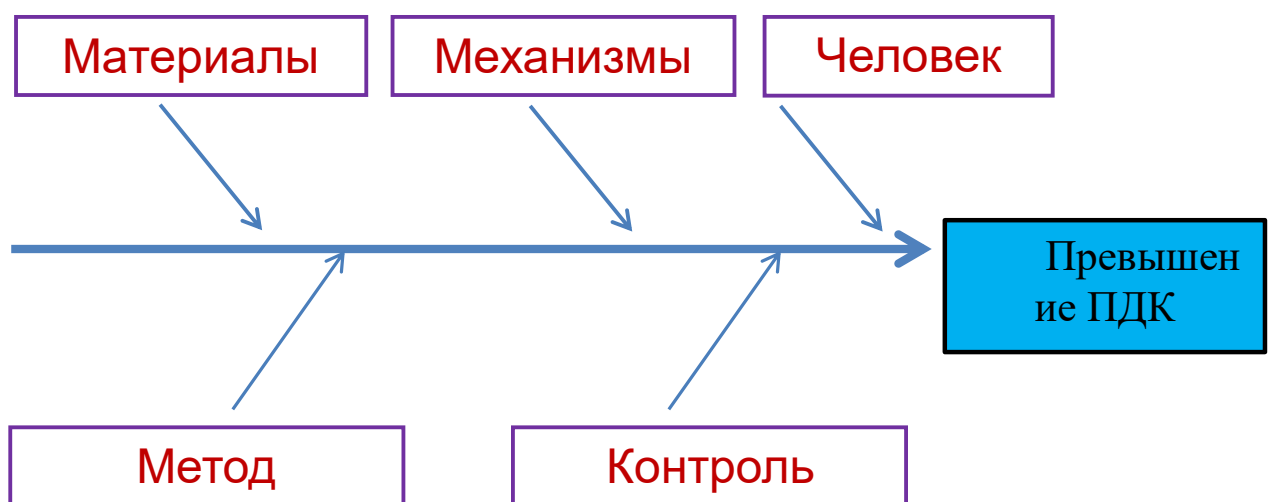 Материалы
Механизмы
Человек
Превышен
ие ПДК
Метод
Контроль